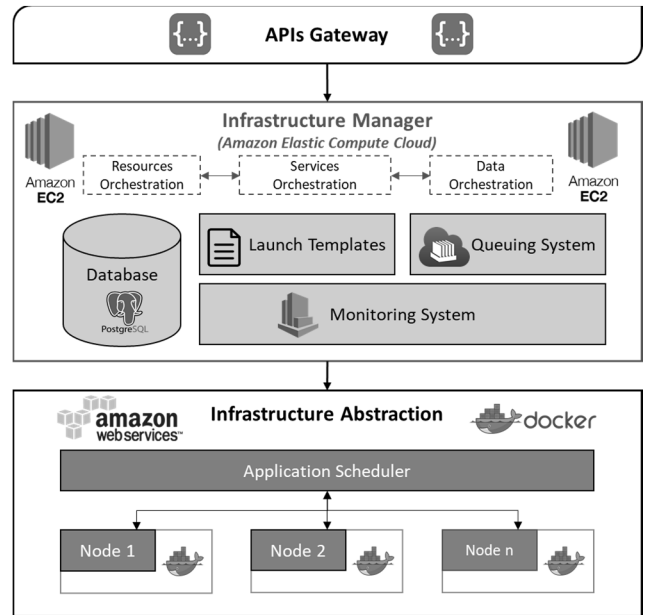 {...} APIs Gateway {...}
Infrastructure Manager
(Amazon Elastic Compute Cloud)
Amazon
EC2
Resources
Orchestration
Services
Orchestration
Data
Orchestration
Amazon
EC2
Database
PostgreSQL
Launch Templates
Queuing System
Monitoring System
amazon
webservices™
Infrastructure Abstraction
docker
Application Scheduler
Node 1
Node 2
Node n